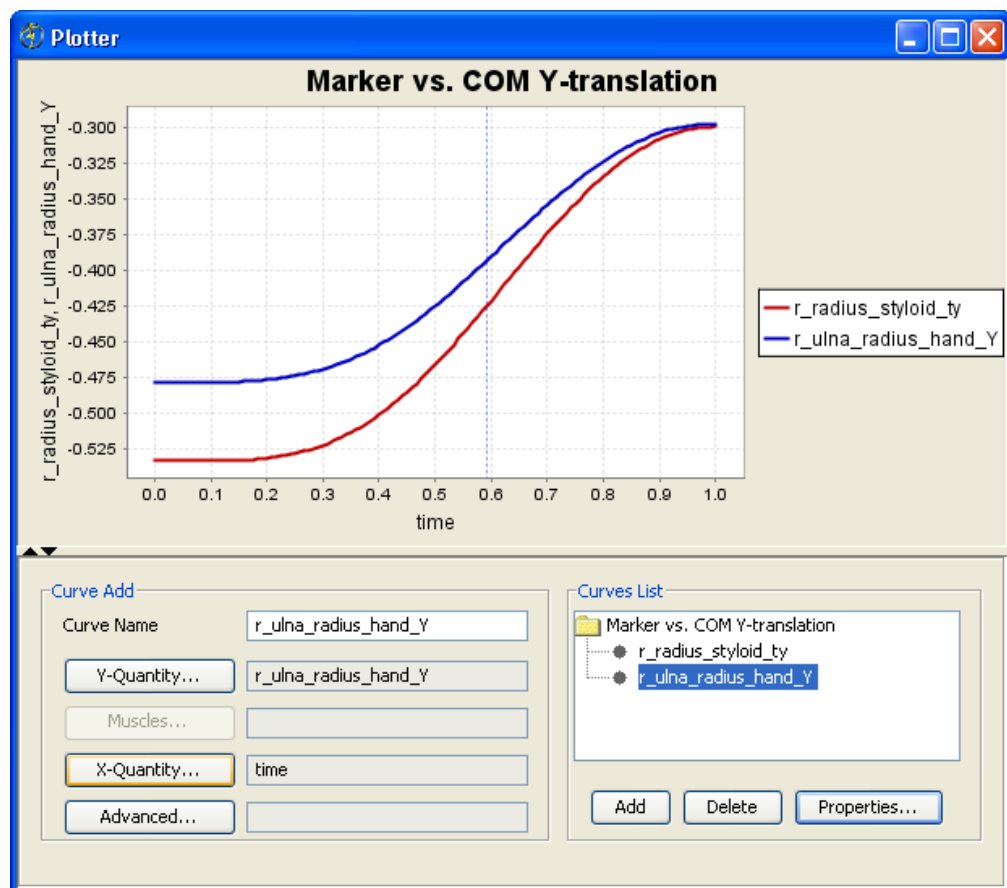 Plotter
Marker vs. COM Y-translation
r_radius_styloid_ty, r_ulna_radius_hand_Y
-0.300
-0.325
-0.350
-0.375
-0.400
-0.425
-0.450
-0.475
-0.500
-0.525
0.0 0.1 0.2 0.3 0.4 0.5 0.6 0.7 0.8 0.9 1.0
time
r_radius_styloid_ty
r_ulna_radius_hand_Y
Curve Add
Curve Name r_ulna_radius_hand_Y
Y-Quantity... r_ulna_radius_hand_Y
Muscles...
X-Quantity... time
Advanced...
Curves List
Marker vs. COM Y-translation
r_radius_styloid_ty
r_ulna_radius_hand_Y
Add Delete Properties...